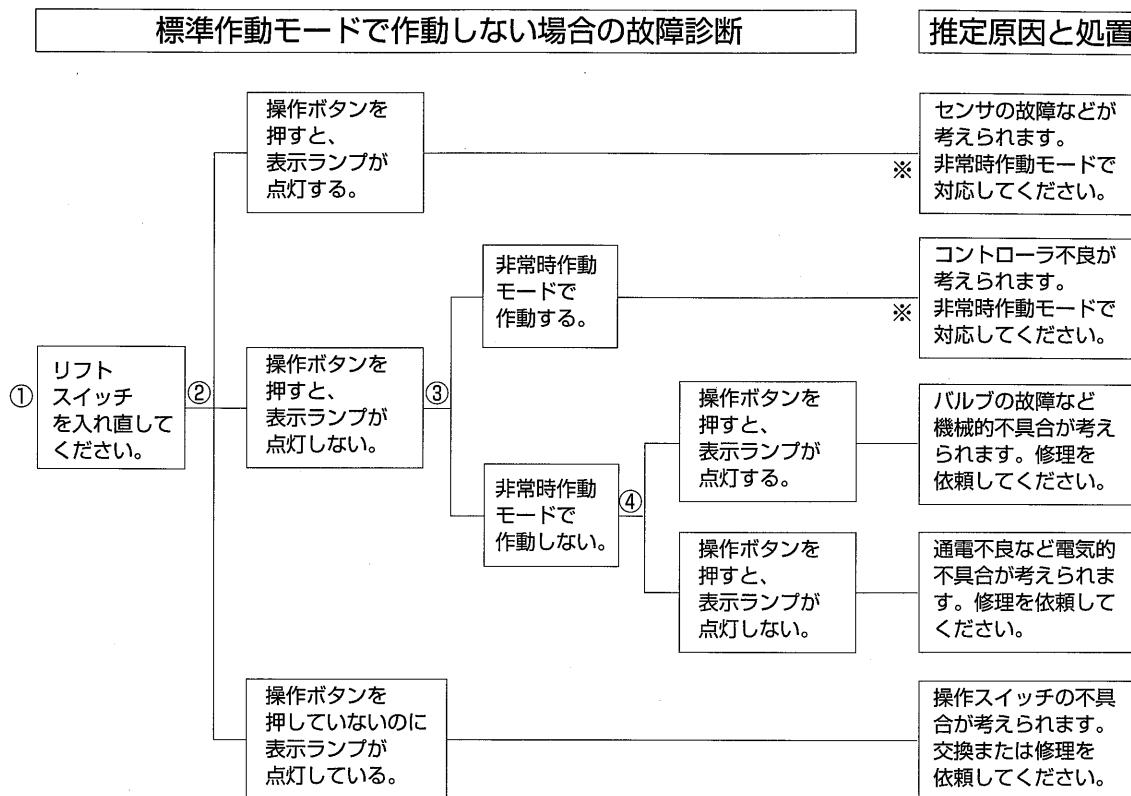 標準作動モードで作動しない場合の故障診断
推定原因と処置
①
リフト
スイッチ
を入れ直して
ください。
②
操作ボタンを
押すと、
表示ランプが
点灯する。
※
センサの故障などが
考えられます。
非常時作動モードで
対応してください。
操作ボタンを
押すと、
表示ランプが
点灯しない。
③
非常時作動
モードで
作動する。
※
コントローラ不良が
考えられます。
非常時作動モードで
対応してください。
非常時作動
モードで
作動しない。
④
操作ボタンを
押すと、
表示ランプが
点灯する。
バルブの故障など
機械的不具合が考え
られます。修理を
依頼してください。
操作ボタンを
押すと、
表示ランプが
点灯しない。
通電不良など電気的
不具合が考えられま
す。修理を依頼して
ください。
操作ボタンを
押していないのに
表示ランプが
点灯している。
操作スイッチの不具
合が考えられます。
交換または修理を
依頼してください。